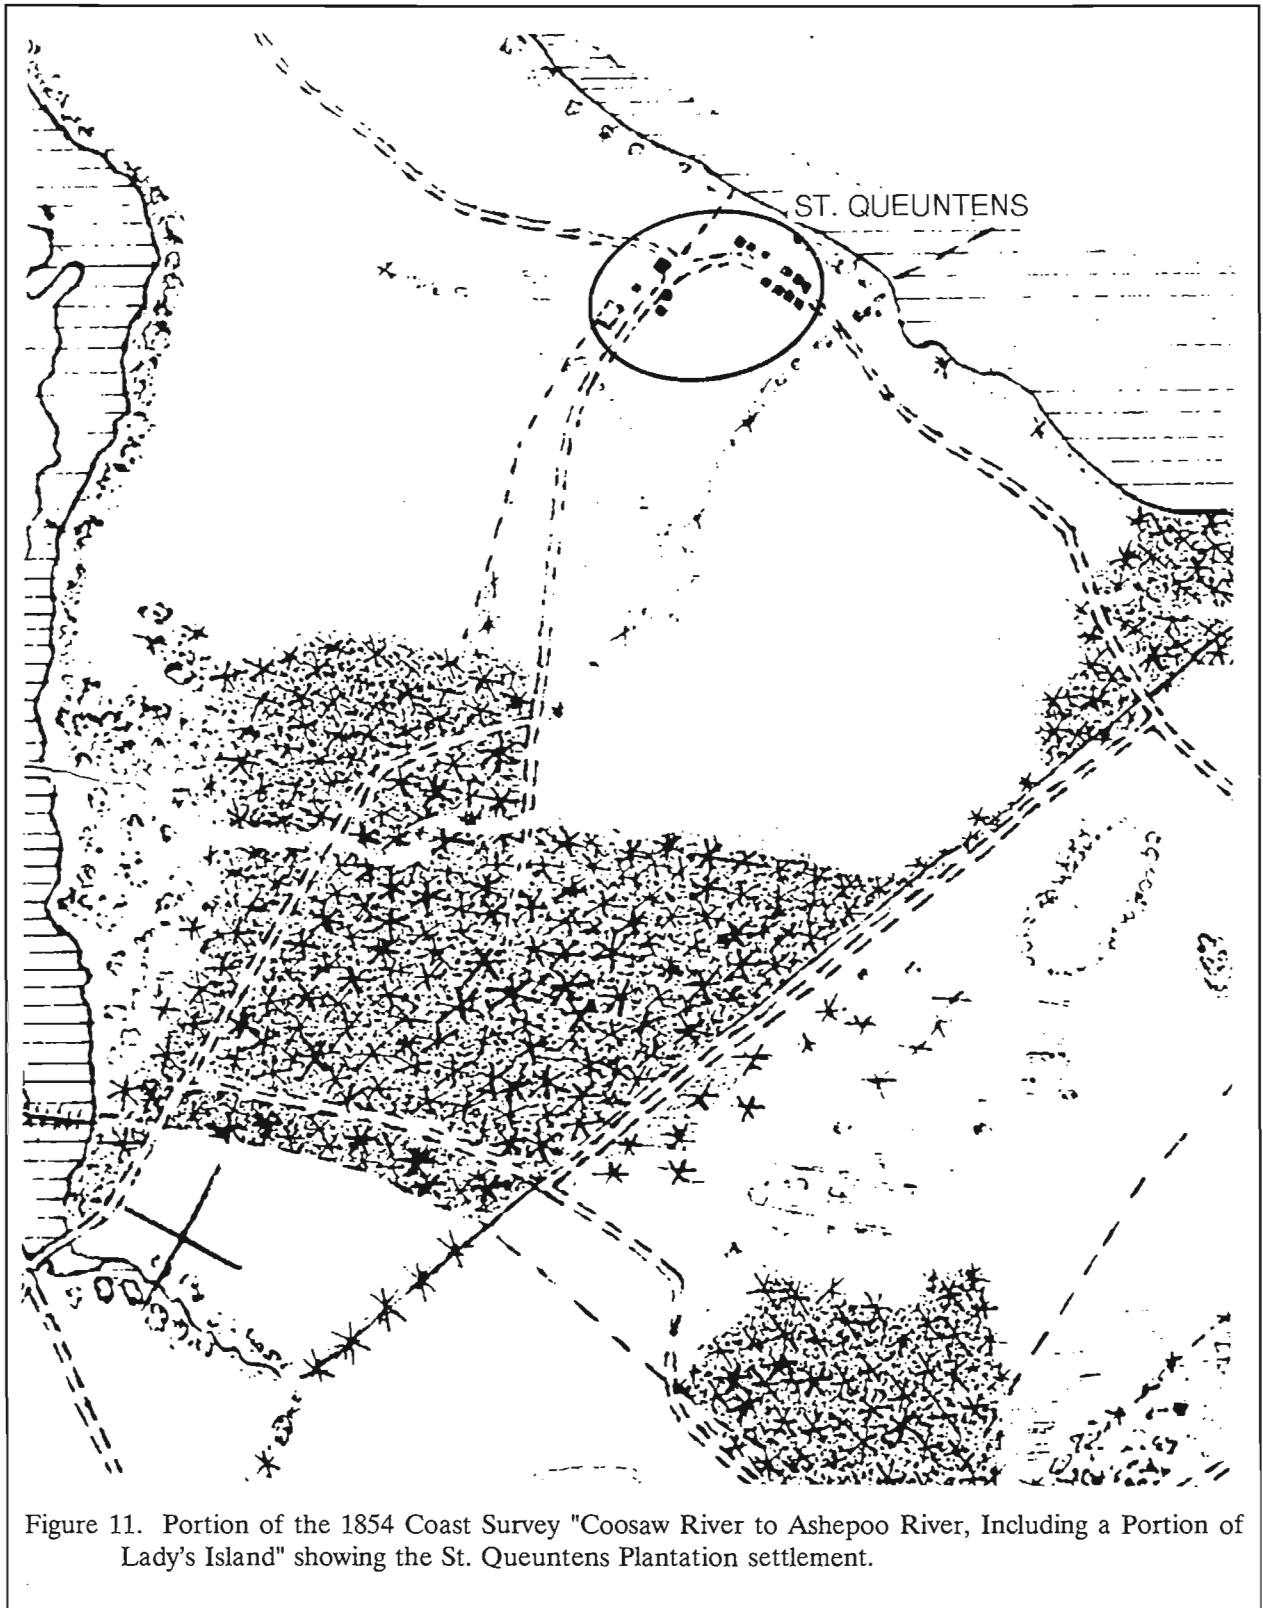 ST. QUEUNTENS
Figure 11. Portion of the 1854 Coast Survey "Coosaw River to Ashepoo River, Including a Portion of
Lady's Island" showing the St. Queuntens Plantation settlement.